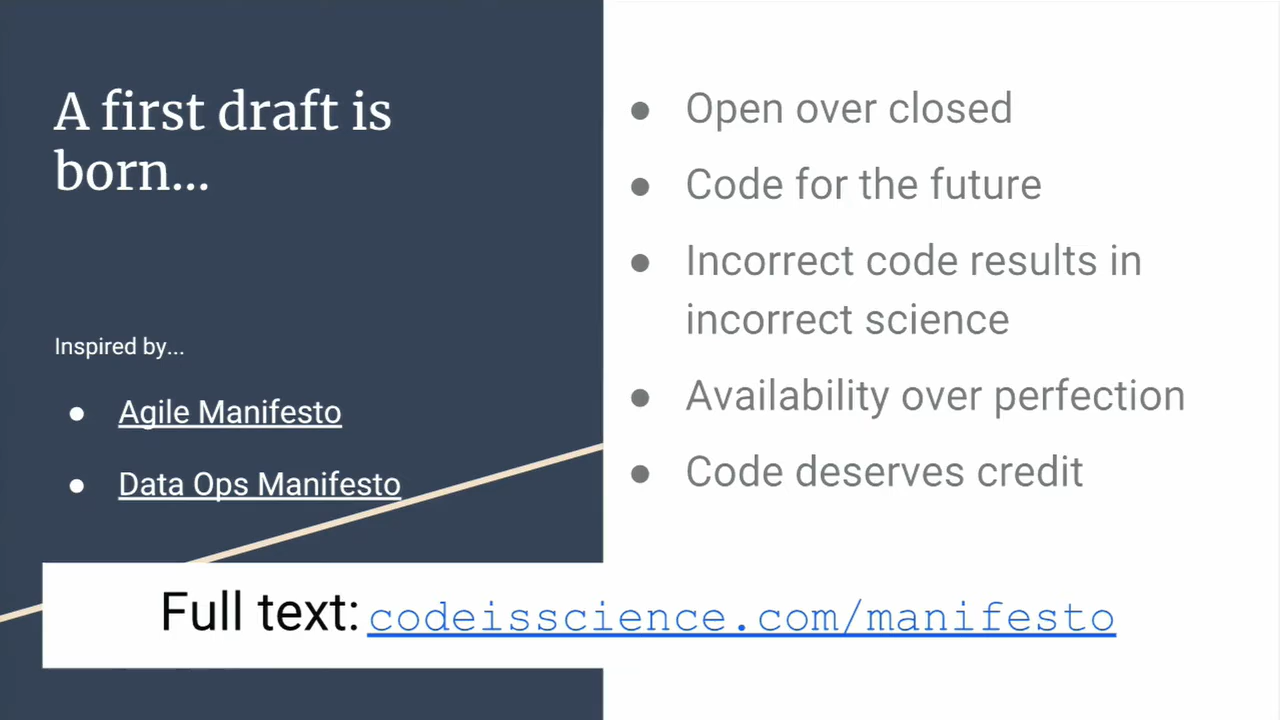 A first draft is
born...
Inspired by...
● Agile Manifesto
● Data Ops Manifesto
● Open over closed
● Code for the future
● Incorrect code results in
incorrect science
● Availability over perfection
● Code deserves credit
Full text: codeisscience.com/manifesto